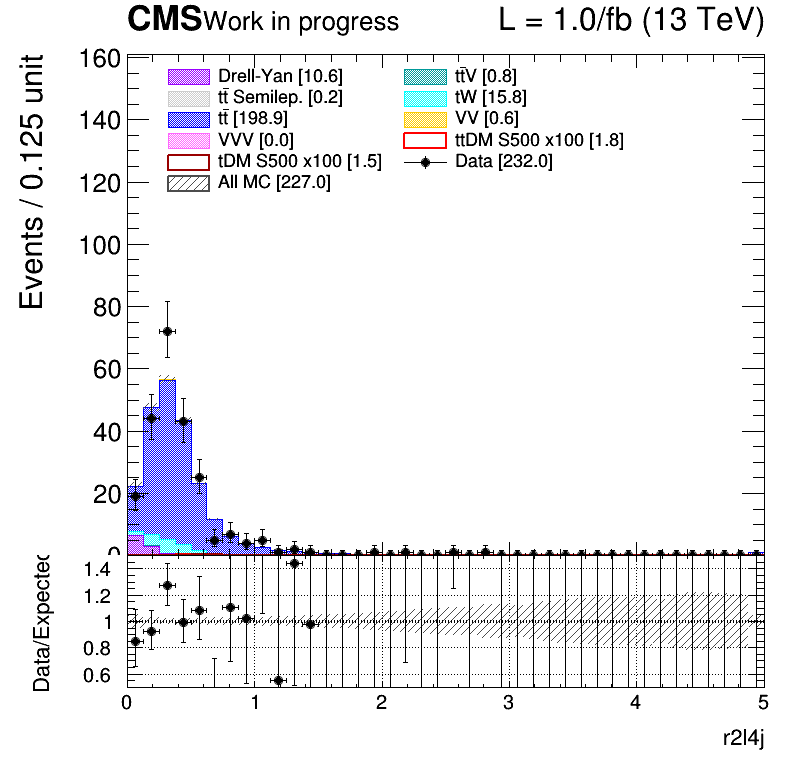 CMS Work in progress L = 1.0/fb (13 TeV)
Events / 0.125 unit
160
140
120
100
80
60
40
20
0
Drell-Yan [10.6]
tt̄V [0.8]
tt̄ Semilep. [0.2]
tW [15.8]
tt̄ [198.9]
VV [0.6]
VVV [0.0]
ttDM S500 x100 [1.8]
tDM S500 x100 [1.5]
Data [232.0]
All MC [227.0]
Data/Expected
1.4
1.2
1
0.8
0.6
0 1 2 3 4 5
r2l4j